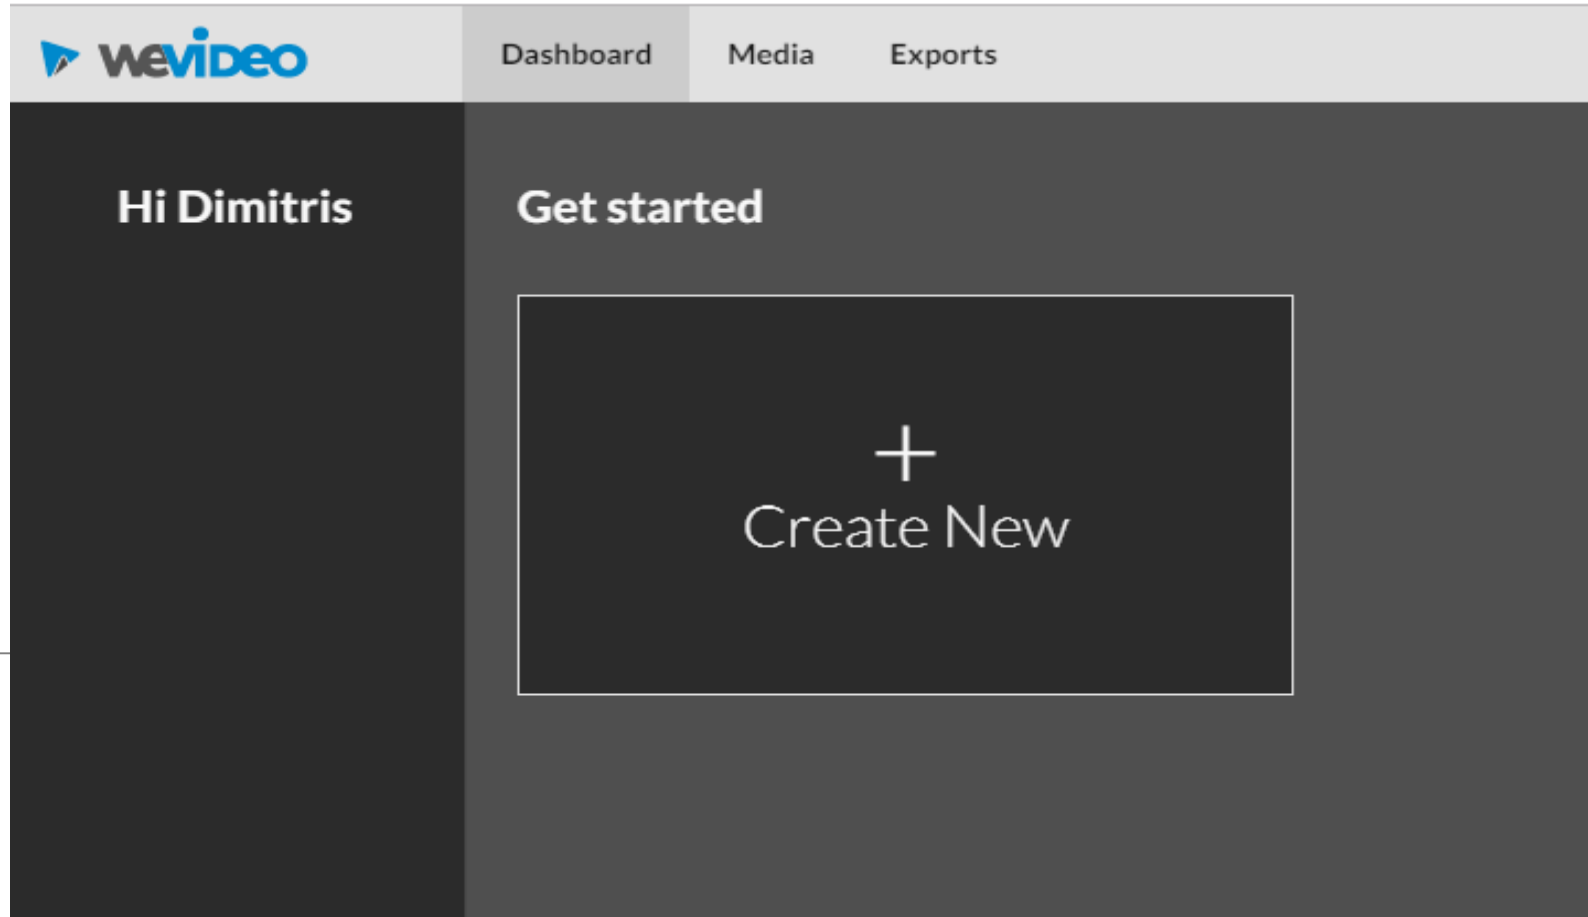 wevideo
Dashboard
Media
Exports
Hi Dimitris
Get started
Create New